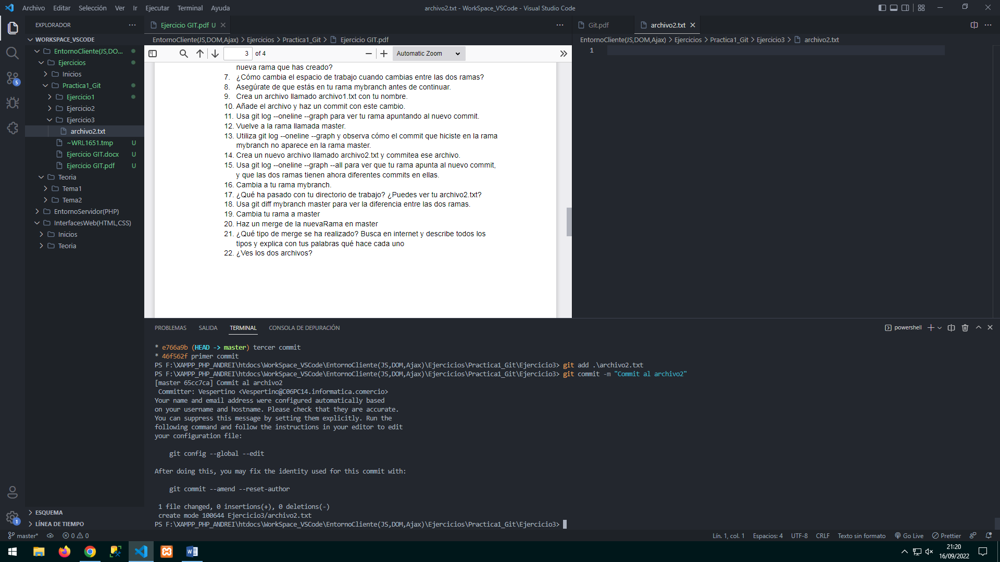 Archivo Editar Selección Ver Ir Ejecutar Terminal Ayuda
archivo2.txt - WorkSpace_VSCode - Visual Studio Code
EXPLORADOR
WORKSPACE_VSCODE
EntornoCliente(JS,DO...
Ejercicios
Inicios
Practica1_Git
Ejercicio1
Ejercicio2
Ejercicio3
archivo2.txt
~WRL1651.tmp U
Ejercicio GIT.docx U
Ejercicio GIT.pdf U
Teoria
Tema1
Tema2
EntornoServidor(PHP)
InterfacesWeb(HTML,CSS)
Inicios
Teoria
ESQUEMA
LÍNEA DE TIEMPO
5
1
Ejercicio GIT.pdf U
EntornoCliente(JS,DOM,Ajax) > Ejercicios > Practica1_Git > Ejercicio GIT.pdf
3 of 4
Automatic Zoom
nueva rama que has creado?
7. ¿Cómo cambia el espacio de trabajo cuando cambias entre las dos ramas?
8. Asegúrate de que estás en tu rama mybranch antes de continuar.
9. Crea un archivo llamado archivo1.txt con tu nombre.
10. Añade el archivo y haz un commit con este cambio.
11. Usa git log --oneline --graph para ver tu rama apuntando al nuevo commit.
12. Vuelve a la rama llamada master.
13. Utiliza git log --oneline --graph y observa cómo el commit que hiciste en la rama
mybranch no aparece en la rama master.
14. Crea un nuevo archivo llamado archivo2.txt y commitea ese archivo.
15. Usa git log --oneline --graph --all para ver que tu rama apunta al nuevo commit,
y que las dos ramas tienen ahora diferentes commits en ellas.
16. Cambia a tu rama mybranch.
17. ¿Qué ha pasado con tu directorio de trabajo? ¿Puedes ver tu archivo2.txt?
18. Usa git diff mybranch master para ver la diferencia entre las dos ramas.
19. Cambia tu rama a master
20. Haz un merge de la nuevaRama en master
21. ¿Qué tipo de merge se ha realizado? Busca en internet y describe todos los
tipos y explica con tus palabras qué hace cada uno
22. ¿Ves los dos archivos?
Git.pdf
archivo2.txt
EntornoCliente(JS,DOM,Ajax) > Ejercicios > Practica1_Git > Ejercicio3 > archivo2.txt
1
PROBLEMAS SALIDA TERMINAL CONSOLA DE DEPURACIÓN
powershell
* e766a9b (HEAD -> master) tercer commit
* 46f562f primer commit
PS F:\XAMPP_PHP_ANDREI\htdocs\WorkSpace_VSCode\EntornoCliente(JS,DOM,Ajax)\Ejercicios\Practica1_Git\Ejercicio3> git add .\archivo2.txt
PS F:\XAMPP_PHP_ANDREI\htdocs\WorkSpace_VSCode\EntornoCliente(JS,DOM,Ajax)\Ejercicios\Practica1_Git\Ejercicio3> git commit -m "Commit al archivo2"
[master 65cc7ca] Commit al archivo2
Committer: Vespertino <Vespertino@C06PC14.informatica.comercio>
Your name and email address were configured automatically based
on your username and hostname. Please check that they are accurate.
You can suppress this message by setting them explicitly. Run the
following command and follow the instructions in your editor to edit
your configuration file:
git config --global --edit
After doing this, you may fix the identity used for this commit with:
git commit --amend --reset-author
1 file changed, 0 insertions(+), 0 deletions(-)
create mode 100644 Ejercicio3/archivo2.txt
PS F:\XAMPP_PHP_ANDREI\htdocs\WorkSpace_VSCode\EntornoCliente(JS,DOM,Ajax)\Ejercicios\Practica1_Git\Ejercicio3>
master* 0 0
Lín. 1, col. 1 Espacios: 4 UTF-8 CRLF Texto sin formato Go Live Prettier
21:20
16/09/2022